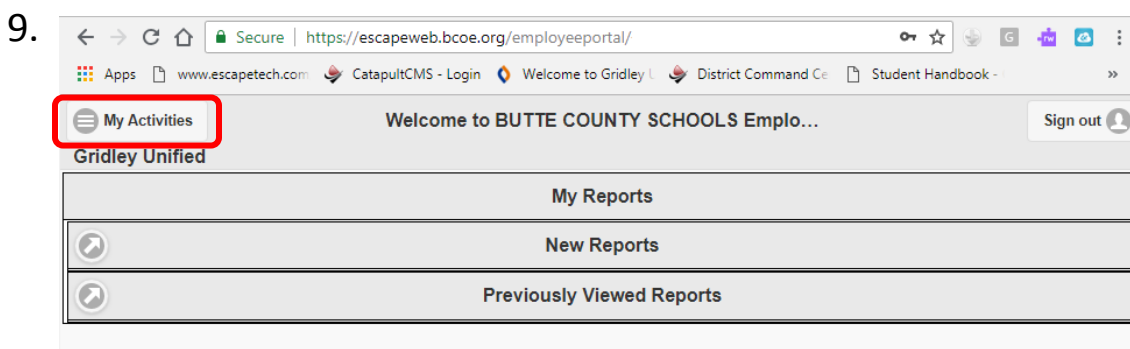 9.
Secure | https://escapeweb.bcoe.org/employeeportal/
Apps www.escapetech.com CatapultCMS - Login Welcome to Gridley District Command Ce Student Handbook - »
My Activities Welcome to BUTTE COUNTY SCHOOLS Emplo... Sign out
Gridley Unified
My Reports
New Reports
Previously Viewed Reports